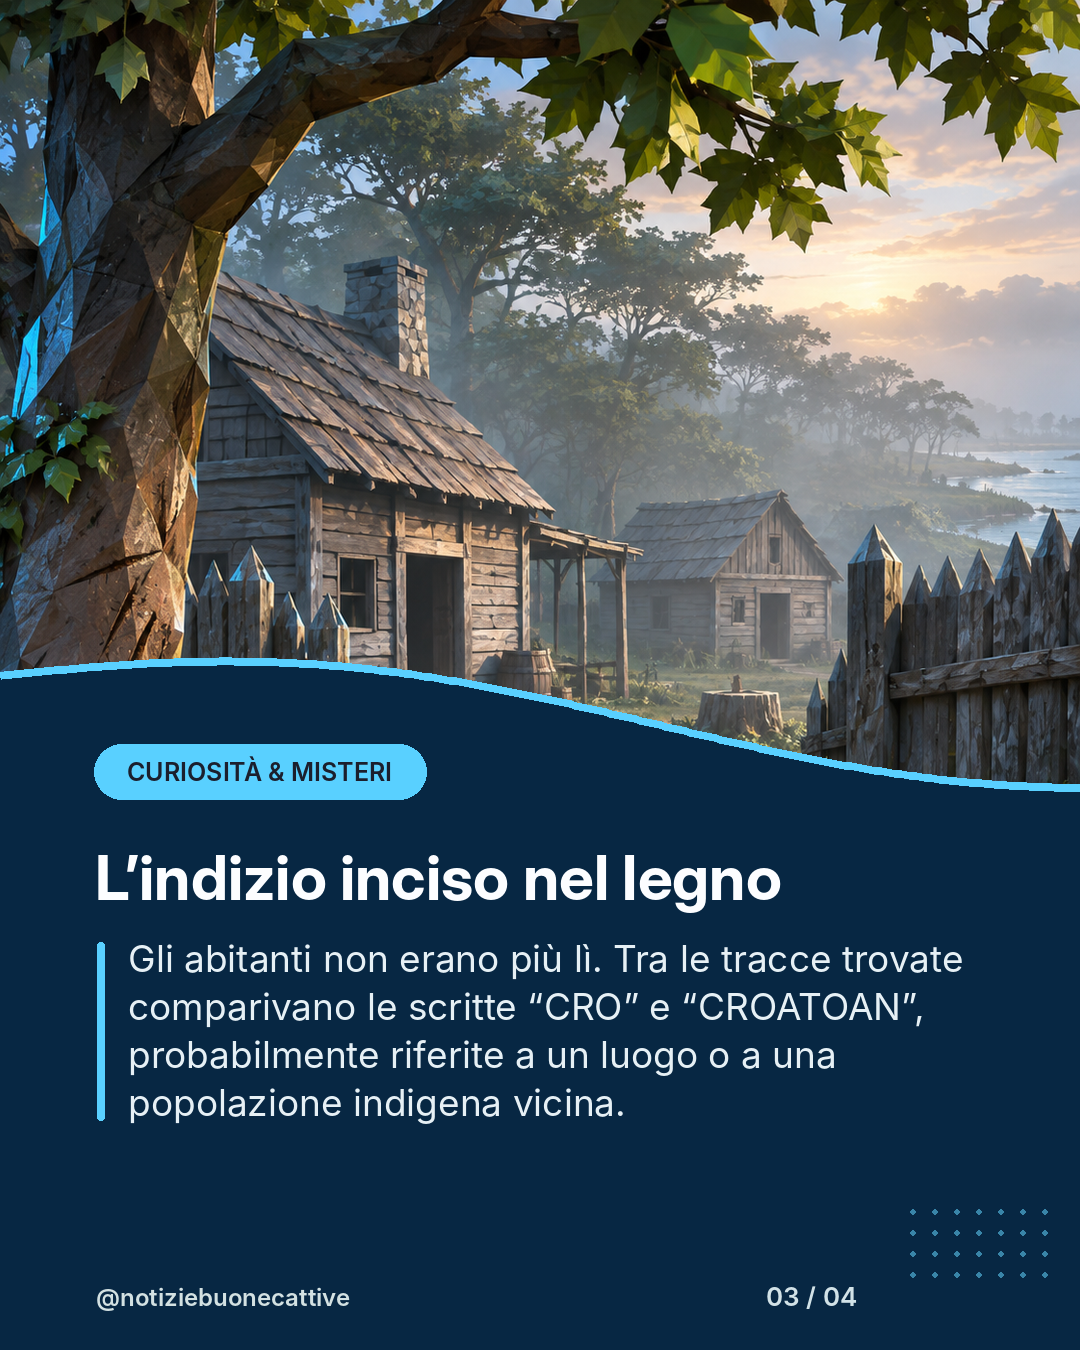 CURIOSITÀ & MISTERI
L’indizio inciso nel legno
Gli abitanti non erano più lì. Tra le tracce trovate
comparivano le scritte “CRO” e “CROATOAN”,
probabilmente riferite a un luogo o a una
popolazione indigena vicina.
@notiziebuonecattive
03 / 04